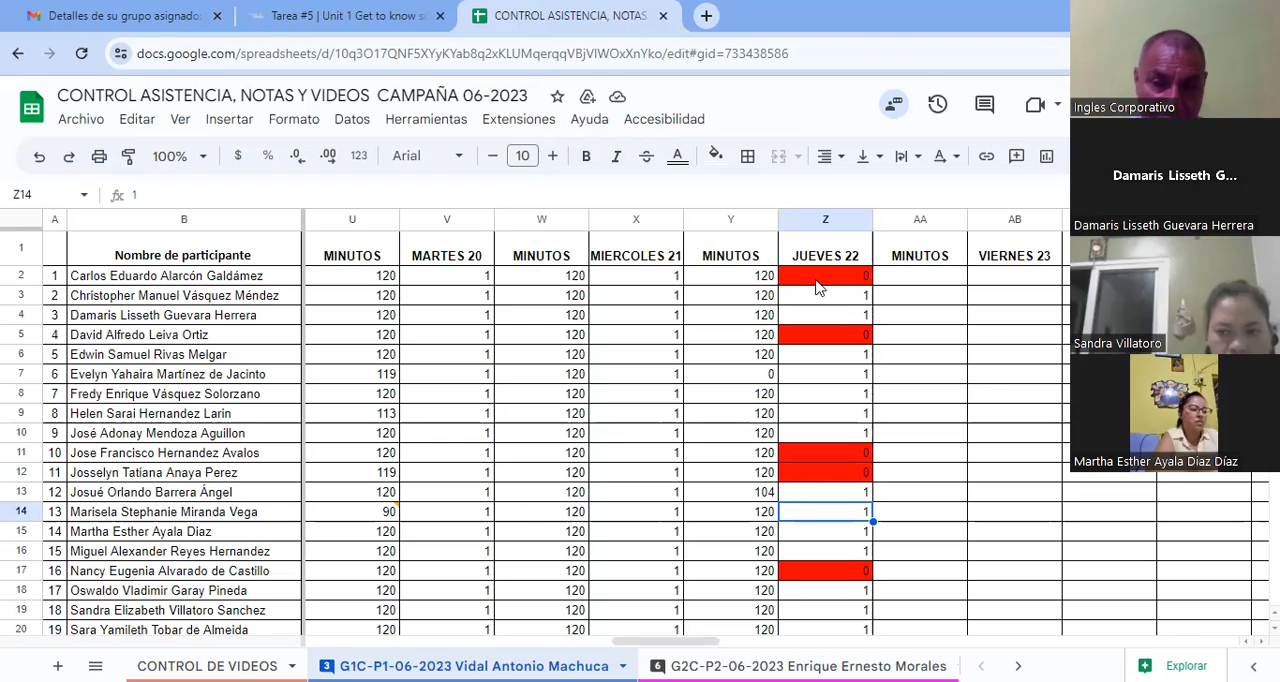 Detalles de su grupo asignado:
Tarea #5 | Unit 1 Get to know s
CONTROL ASISTENCIA, NOTAS
docs.google.com/spreadsheets/d/10q3O17QNF5XYyKYab8q2xKLUMqerqqVBjVIWOxXnYko/edit#gid=733438586
CONTROL ASISTENCIA, NOTAS Y VIDEOS CAMPAÑA 06-2023
Archivo Editar Ver Insertar Formato Datos Herramientas Extensiones Ayuda Accesibilidad
100% $ % .0 .00 123 Arial 10 B I A
Z14 fx 1
A B U V W X Y Z AA AB
1 Nombre de participante MINUTOS MARTES 20 MINUTOS MIERCOLES 21 MINUTOS JUEVES 22 MINUTOS VIERNES 23
2 1 Carlos Eduardo Alarcón Galdámez 120 1 120 1 120 0
3 2 Christopher Manuel Vásquez Méndez 120 1 120 1 120 1
4 3 Damaris Lisseth Guevara Herrera 120 1 120 1 120 1
5 4 David Alfredo Leiva Ortiz 120 1 120 1 120 0
6 5 Edwin Samuel Rivas Melgar 120 1 120 1 120 1
7 6 Evelyn Yahaira Martínez de Jacinto 119 1 120 1 0 1
8 7 Fredy Enrique Vásquez Solorzano 120 1 120 1 120 1
9 8 Helen Sarai Hernandez Larin 113 1 120 1 120 1
10 9 José Adonay Mendoza Aguillon 120 1 120 1 120 1
11 10 Jose Francisco Hernandez Avalos 120 1 120 1 120 0
12 11 Josselyn Tatiana Anaya Perez 120 1 120 1 120 0
13 12 Josué Orlando Barrera Ángel 120 1 120 1 104 1
14 13 Marisela Stephanie Miranda Vega 90 1 120 1 120 1
15 14 Martha Esther Ayala Diaz 120 1 120 1 120 1
16 15 Miguel Alexander Reyes Hernandez 120 1 120 1 120 1
17 16 Nancy Eugenia Alvarado de Castillo 120 1 120 1 120 0
18 17 Oswaldo Vladimir Garay Pineda 120 1 120 1 120 1
19 18 Sandra Elizabeth Villatoro Sanchez 120 1 120 1 120 1
20 19 Sara Yamileth Tobar de Almeida 120 1 120 1 120 1
CONTROL DE VIDEOS 3 G1C-P1-06-2023 Vidal Antonio Machuca 6 G2C-P2-06-2023 Enrique Ernesto Morales Explorar
Ingles Corporativo
Damaris Lisseth G...
Damaris Lisseth Guevara Herrera
Sandra Villatoro
Martha Esther Ayala Diaz Díaz